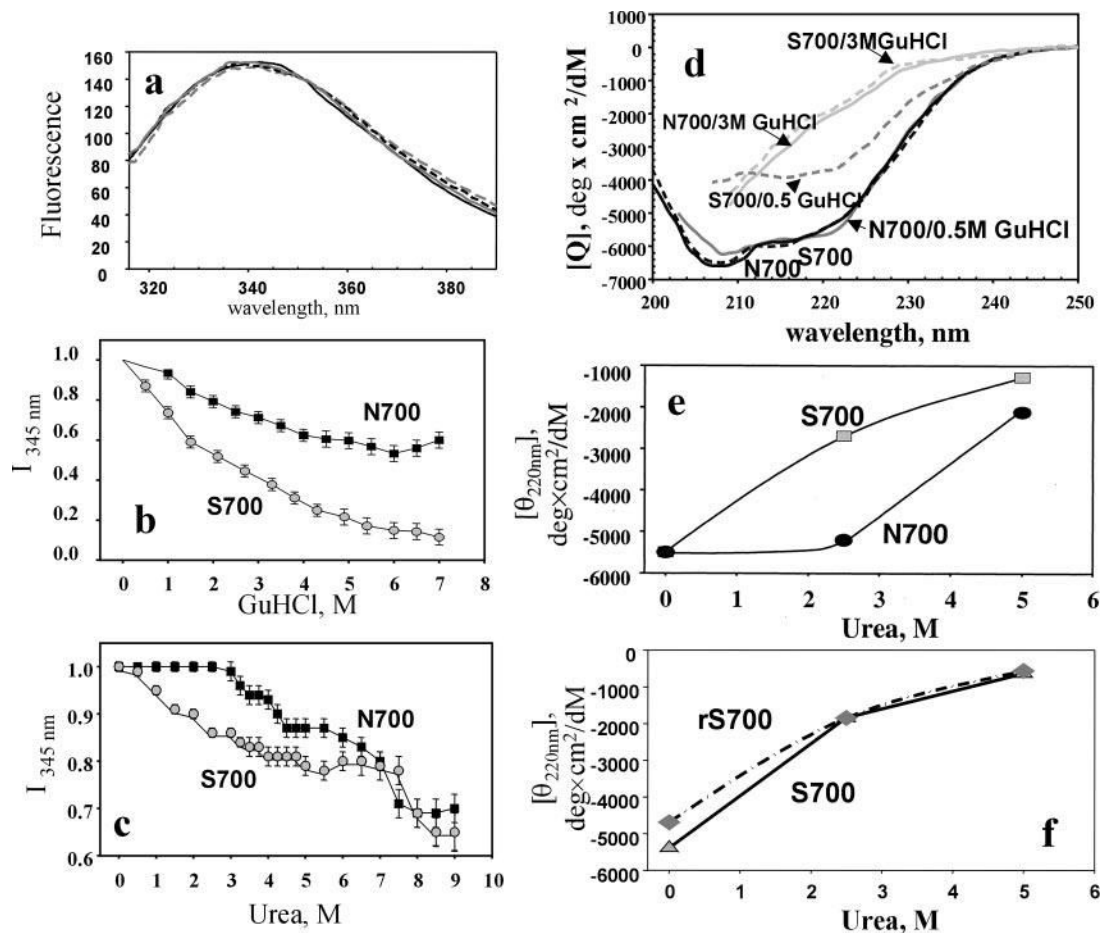 a
Fluorescence
160
140
120
100
80
60
40
20
0
320 340 360 380
wavelength, nm
b
I 345 nm
1.0
0.8
0.6
0.4
0.2
0.0
N700
S700
0 1 2 3 4 5 6 7 8
GuHCl, M
c
I 345 nm
1.0
0.9
0.8
0.7
0.6
N700
S700
0 1 2 3 4 5 6 7 8 9 10
Urea, M
d
[Q], deg x cm 2/dM
1000
0
-1000
-2000
-3000
-4000
-5000
-6000
-7000
S700/3MGuHCl
N700/3M GuHCl
S700/0.5 GuHCl
N700/0.5M GuHCl
S700
N700
200 210 220 230 240 250
wavelength, nm
e
[θ220nm],
deg×cm2/dM
-1000
-2000
-3000
-4000
-5000
-6000
S700
N700
0 1 2 3 4 5 6
Urea, M
f
[θ220nm],
deg×cm2/dM
0
-1000
-2000
-3000
-4000
-5000
-6000
rS700
S700
0 1 2 3 4 5 6
Urea, M